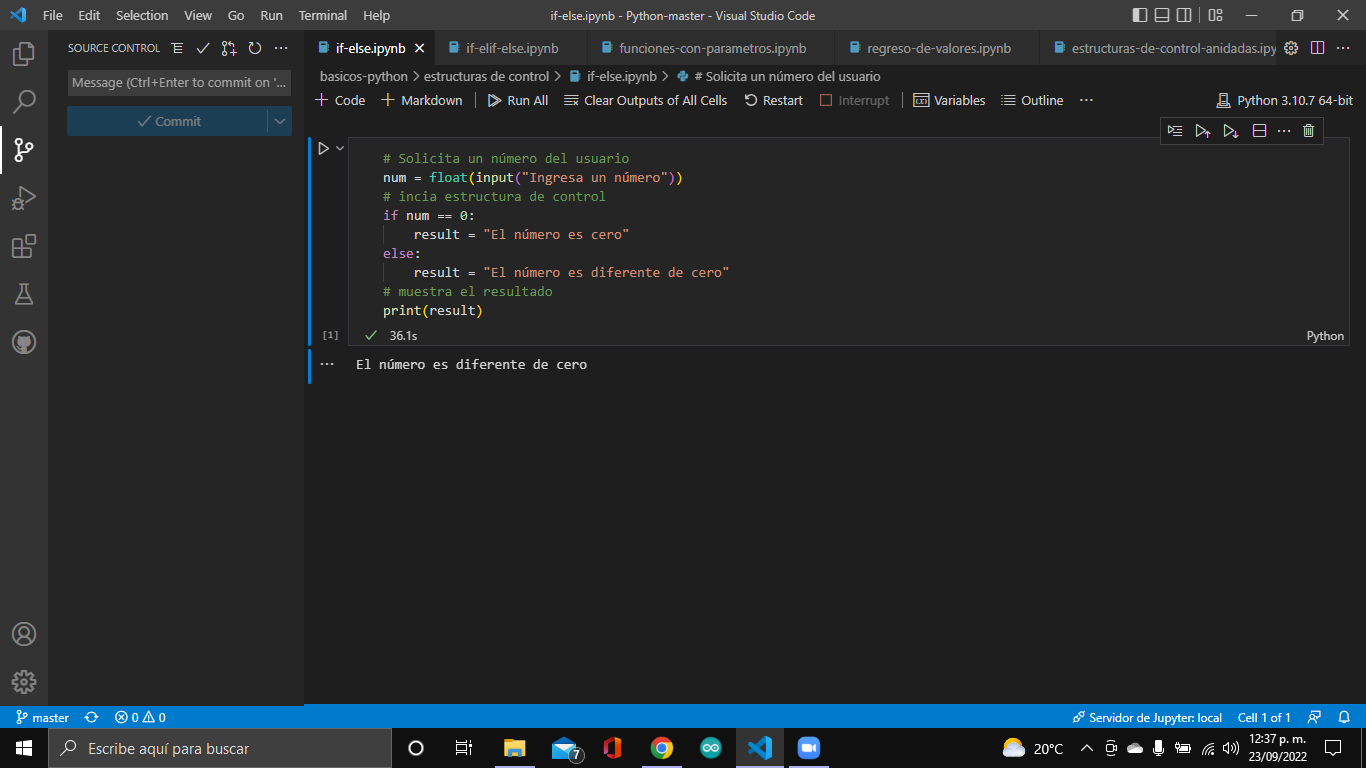 File Edit Selection View Go Run Terminal Help
if-else.ipynb - Python-master - Visual Studio Code
SOURCE CONTROL
Message (Ctrl+Enter to commit on '...
Commit
if-else.ipynb
if-elif-else.ipynb
funciones-con-parametros.ipynb
regreso-de-valores.ipynb
estructuras-de-control-anidadas.ipy
basicos-python > estructuras de control > if-else.ipynb > # Solicita un número del usuario
+ Code + Markdown Run All Clear Outputs of All Cells Restart Interrupt Variables Outline ...
Python 3.10.7 64-bit
# Solicita un número del usuario
num = float(input("Ingresa un número"))
# incia estructura de control
if num == 0:
    result = "El número es cero"
else:
    result = "El número es diferente de cero"
# muestra el resultado
print(result)
[1] 36.1s
Python
El número es diferente de cero
master 0 0
Servidor de Jupyter: local Cell 1 of 1
Escribe aquí para buscar
7
20°C
12:37 p. m.
23/09/2022